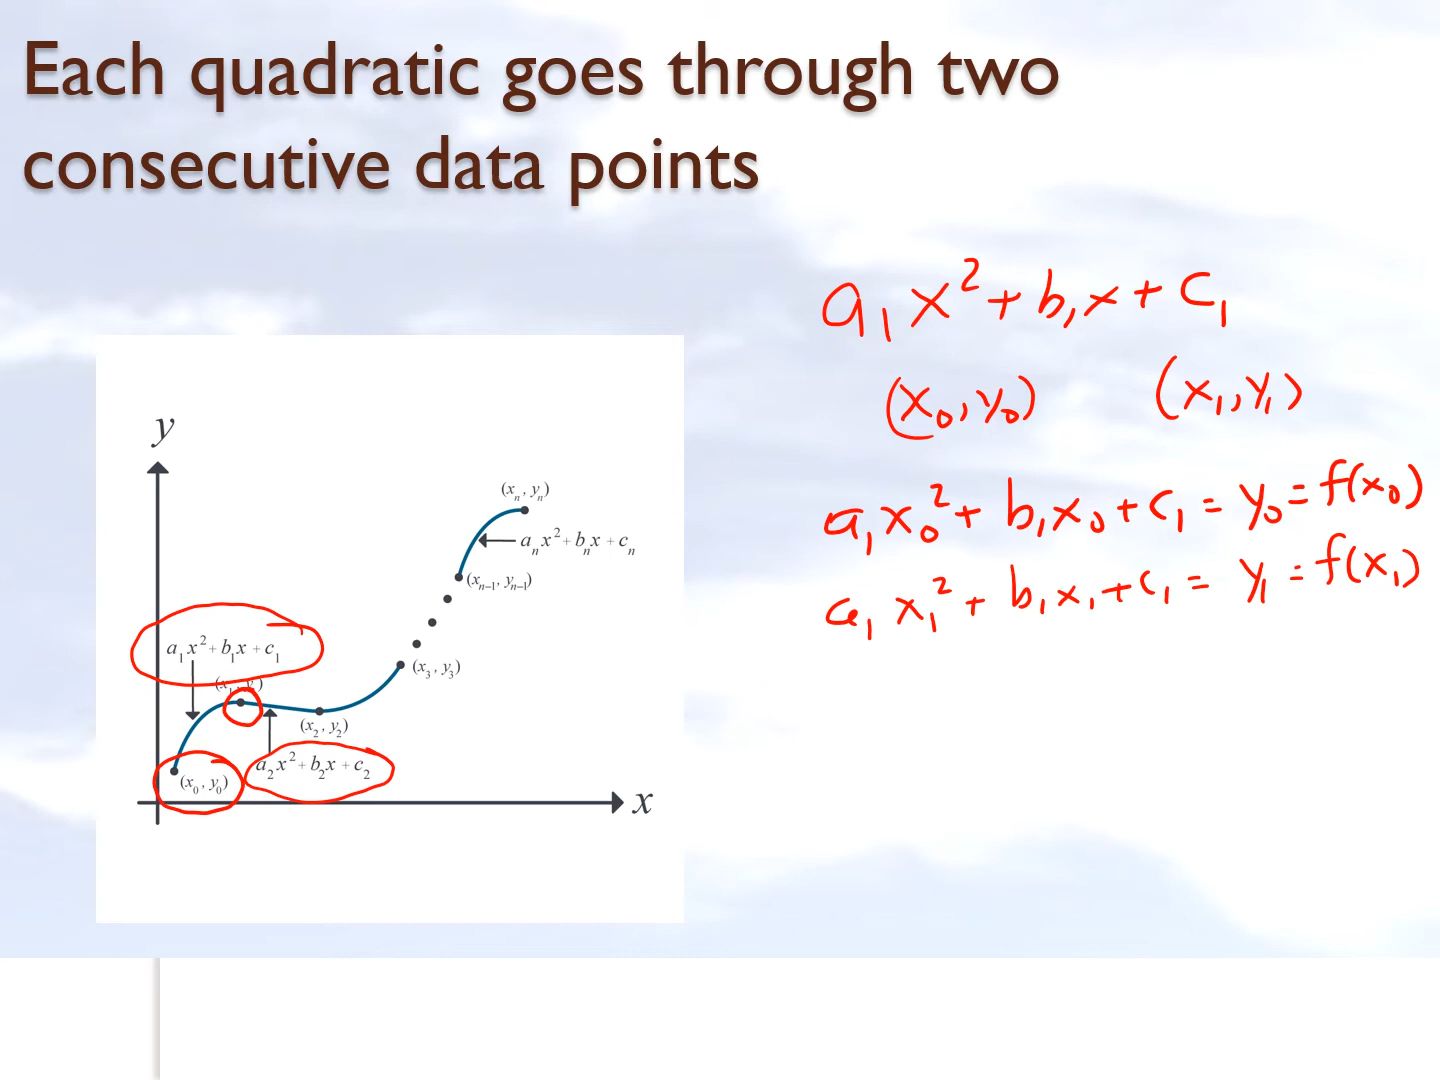 Each quadratic goes through two
consecutive data points
a₁x² + b₁x + c₁
(x₀, y₀) (x₁, y₁)
a₁x₀² + b₁x₀ + c₁ = y₀ = f(x₀)
a₁x₁² + b₁x₁ + c₁ = y₁ = f(x₁)
y
(xₙ, yₙ)
aₙx² + bₙx + cₙ
(xₙ₋₁, yₙ₋₁)
a₁x² + b₁x + c₁
(x₃, y₃)
(x₁, y₁)
(x₂, y₂)
a₂x² + b₂x + c₂
(x₀, y₀)
x